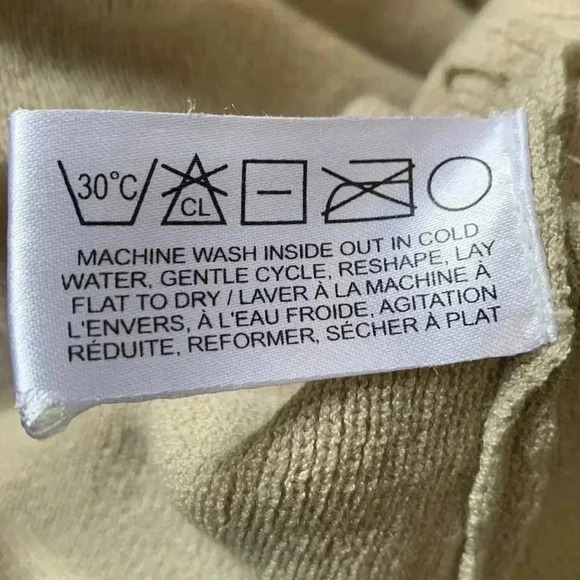 30°C CL
MACHINE WASH INSIDE OUT IN COLD
WATER, GENTLE CYCLE, RESHAPE, LAY
FLAT TO DRY / LAVER À LA MACHINE À
L'ENVERS, À L'EAU FROIDE, AGITATION
RÉDUITE, REFORMER, SÉCHER À PLAT